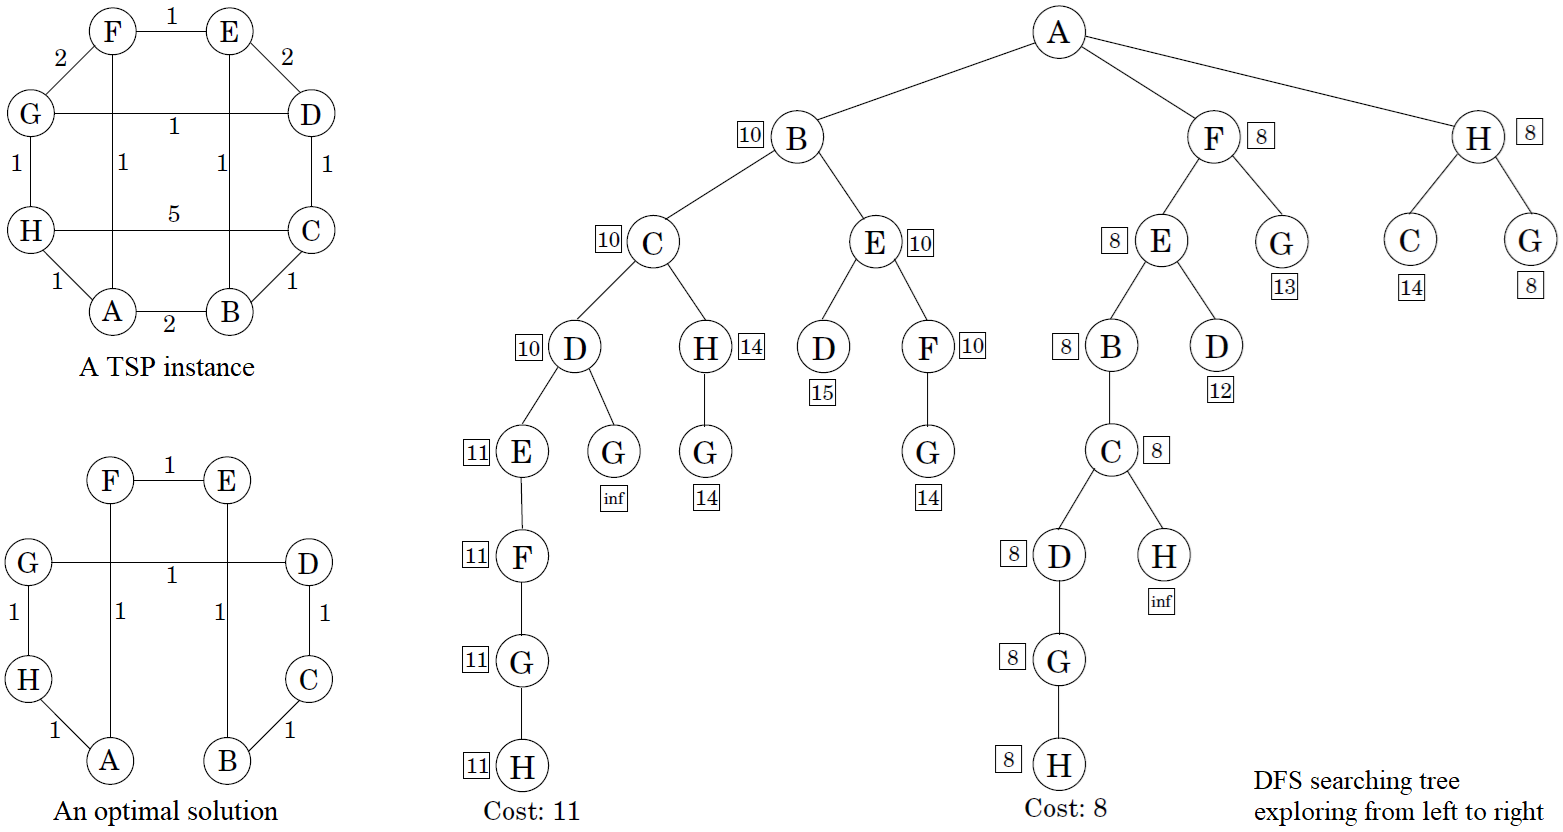 F 1 E
2 2
G 1 D
1 1 1 1
5
H C
1 1
A 2 B
A TSP instance
F 1 E
G 1 D
1 1 1 1
H C
1 1
A B
An optimal solution
A
10 B F 8 H 8
10 C E 10 8 E G C G
13 14 8
10 D H 14 D F 10 8 B D
15 12
11 E G G G C 8
inf 14 14
11 F 8 D H
inf
11 G 8 G
11 H 8 H
Cost: 11 Cost: 8
DFS searching tree
exploring from left to right